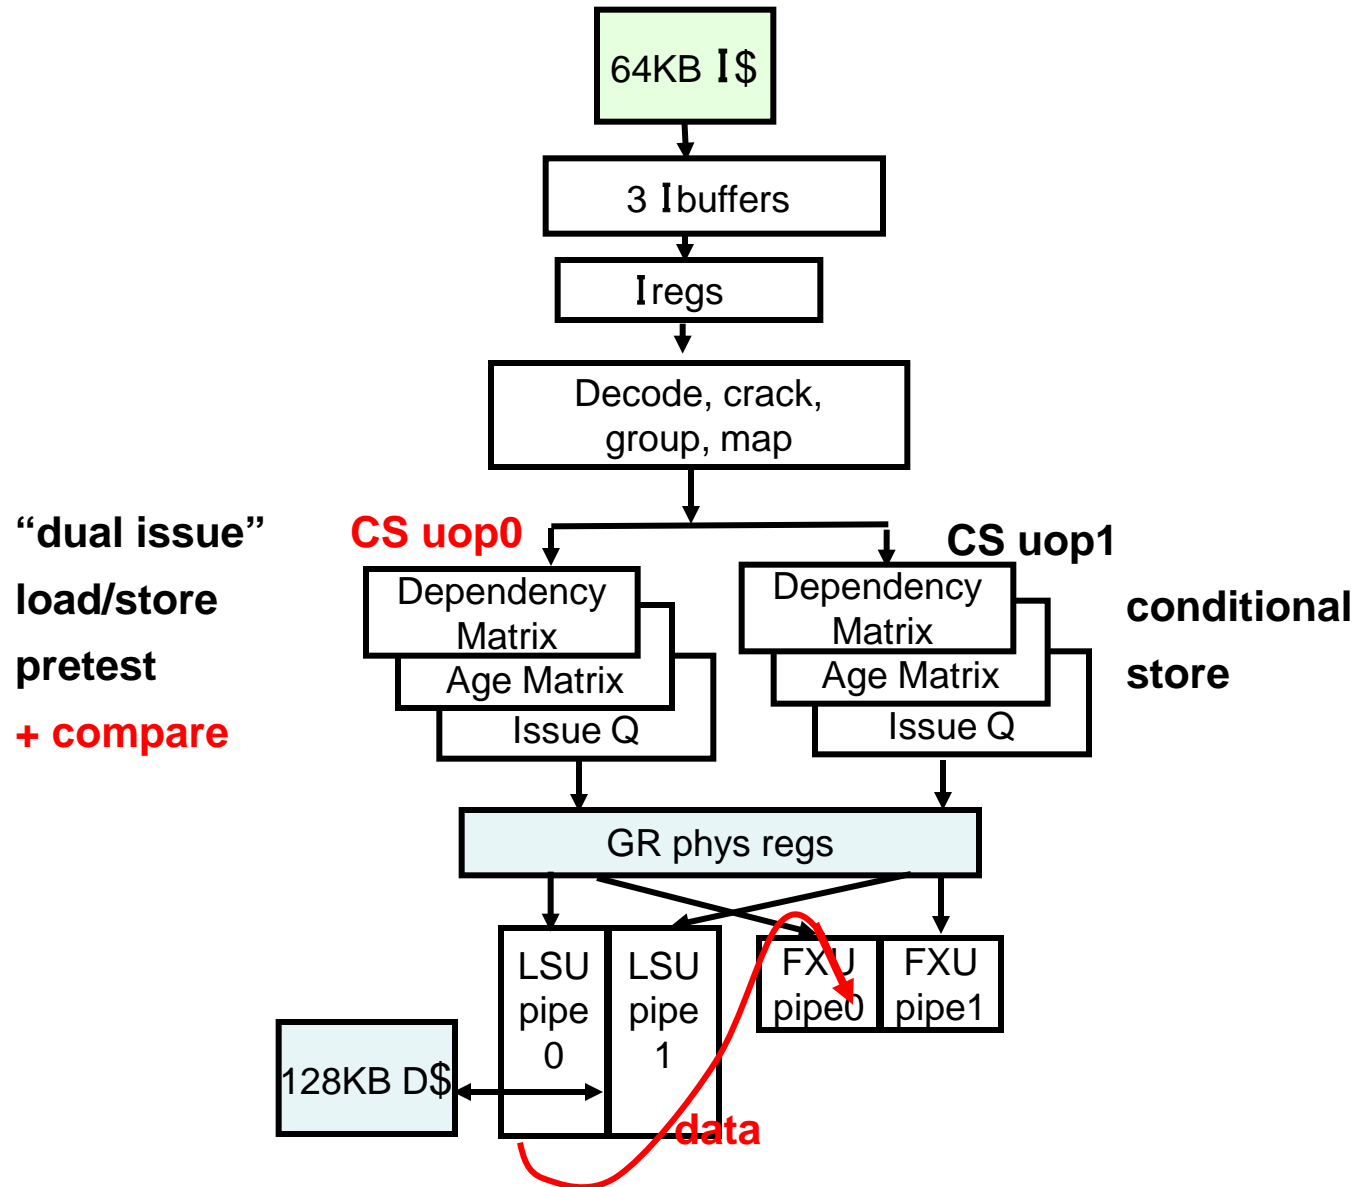 64KB I$
3 Ibuffers
Iregs
Decode, crack,
group, map
“dual issue”
load/store
pretest
+ compare
CS uop0
Dependency
Matrix
Age Matrix
Issue Q
CS uop1
Dependency
Matrix
Age Matrix
Issue Q
conditional
store
GR phys regs
LSU
pipe
0
LSU
pipe
1
FXU
pipe0
FXU
pipe1
128KB D$
data